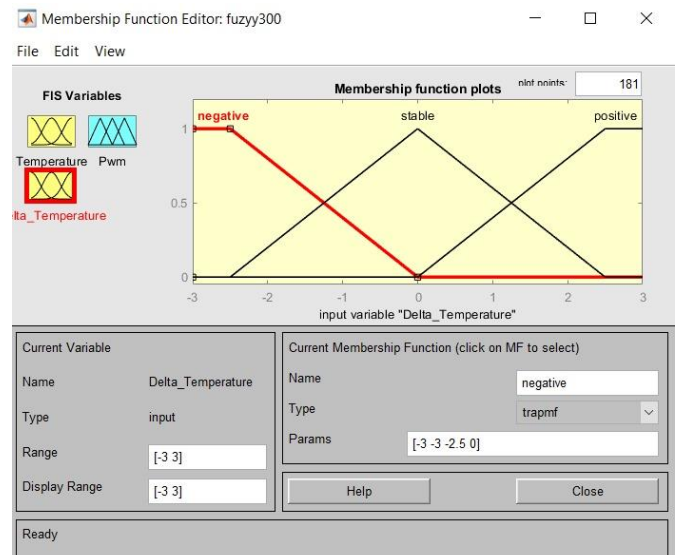 Membership Function Editor: fuzyy300
File Edit View
FIS Variables
Temperature Pwm
lta_Temperature
Membership function plots
plot points:
181
negative stable positive
1
0.5
0
-3 -2 -1 0 1 2 3
input variable "Delta_Temperature"
Current Variable
Name Delta_Temperature
Type input
Range [-3 3]
Display Range [-3 3]
Current Membership Function (click on MF to select)
Name negative
Type trapmf
Params [-3 -3 -2.5 0]
Help Close
Ready